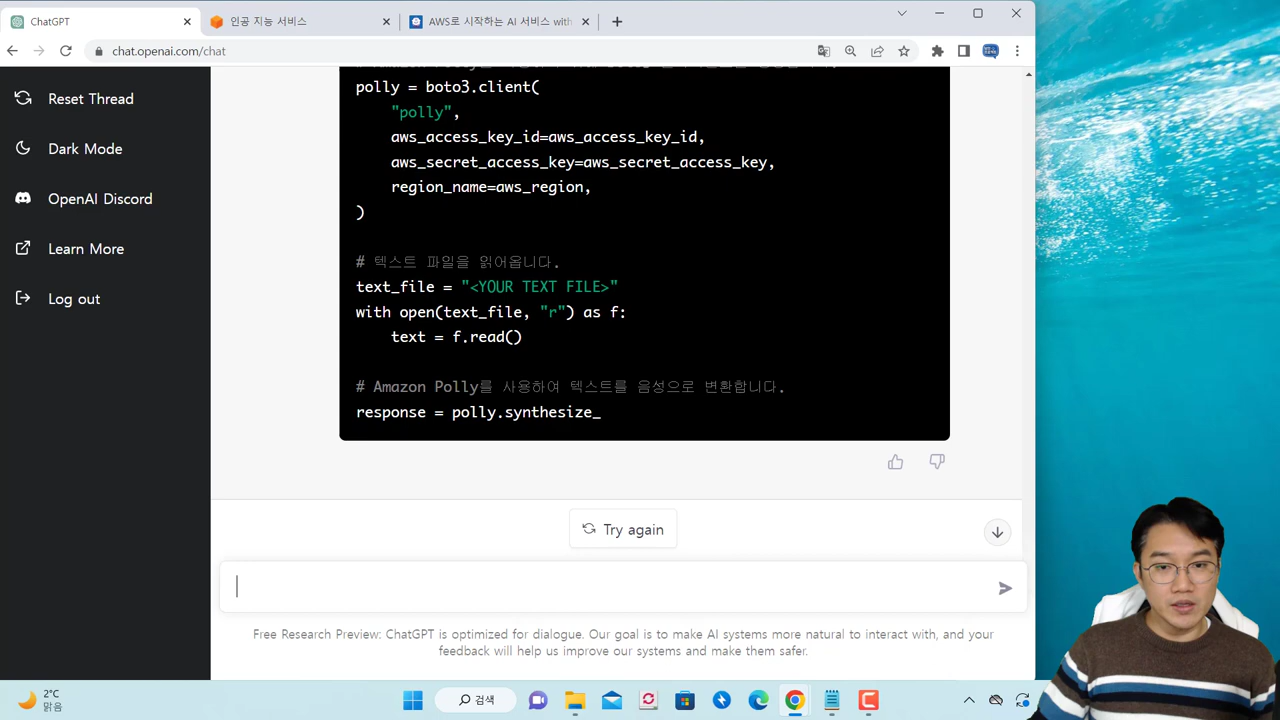 ChatGPT
인공 지능 서비스
AWS로 시작하는 AI 서비스 with
chat.openai.com/chat
Reset Thread
Dark Mode
OpenAI Discord
Learn More
Log out
polly = boto3.client(
"polly",
aws_access_key_id=aws_access_key_id,
aws_secret_access_key=aws_secret_access_key,
region_name=aws_region,
)
# 텍스트 파일을 읽어옵니다.
text_file = "<YOUR TEXT FILE>"
with open(text_file, "r") as f:
text = f.read()
# Amazon Polly를 사용하여 텍스트를 음성으로 변환합니다.
response = polly.synthesize_
Try again
Free Research Preview: ChatGPT is optimized for dialogue. Our goal is to make AI systems more natural to interact with, and your
feedback will help us improve our systems and make them safer.
2°C
맑음
검색